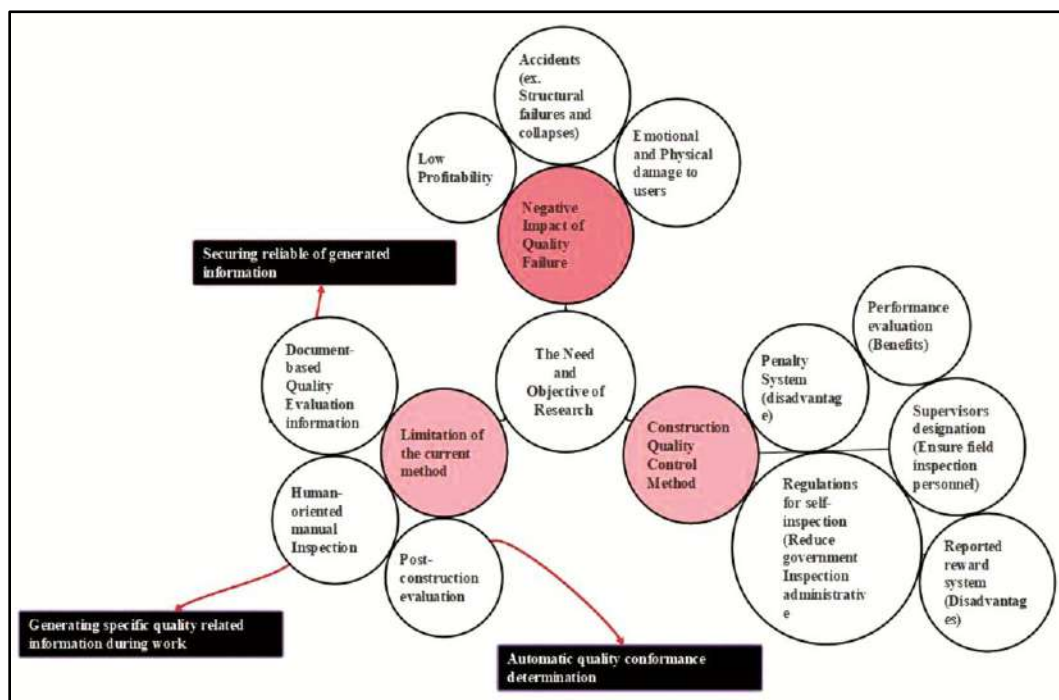 Accidents
(ex.
Structural
failures and
collapses)
Low
Profitability
Emotional
and Physical
damage to
users
Negative
Impact of
Quality
Failure
Securing reliable of generated
information
Document-
based
Quality
Evaluation
information
The Need
and
Objective of
Research
Limitation of
the current
method
Human-
oriented
manual
Inspection
Post-
construction
evaluation
Generating specific quality related
information during work
Automatic quality conformance
determination
Construction
Quality
Control
Method
Penalty
System
(disadvantag
e)
Performance
evaluation
(Benefits)
Supervisors
designation
(Ensure field
inspection
personnel)
Regulations
for self-
inspection
(Reduce
government
Inspection
administrativ
e
Reported
reward
system
(Disadvantag
es)